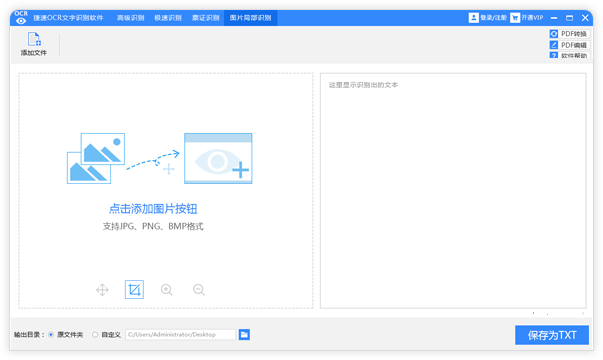 OCR
捷速OCR文字识别软件 高级识别 极速识别 票证识别 图片局部识别 登录/注册 开通VIP
添加文件
PDF转换
PDF编辑
软件帮助
这里显示识别出的文本
点击添加图片按钮
支持JPG、PNG、BMP格式
输出目录： 原文件夹 自定义 C:/Users/Administrator/Desktop 保存为TXT